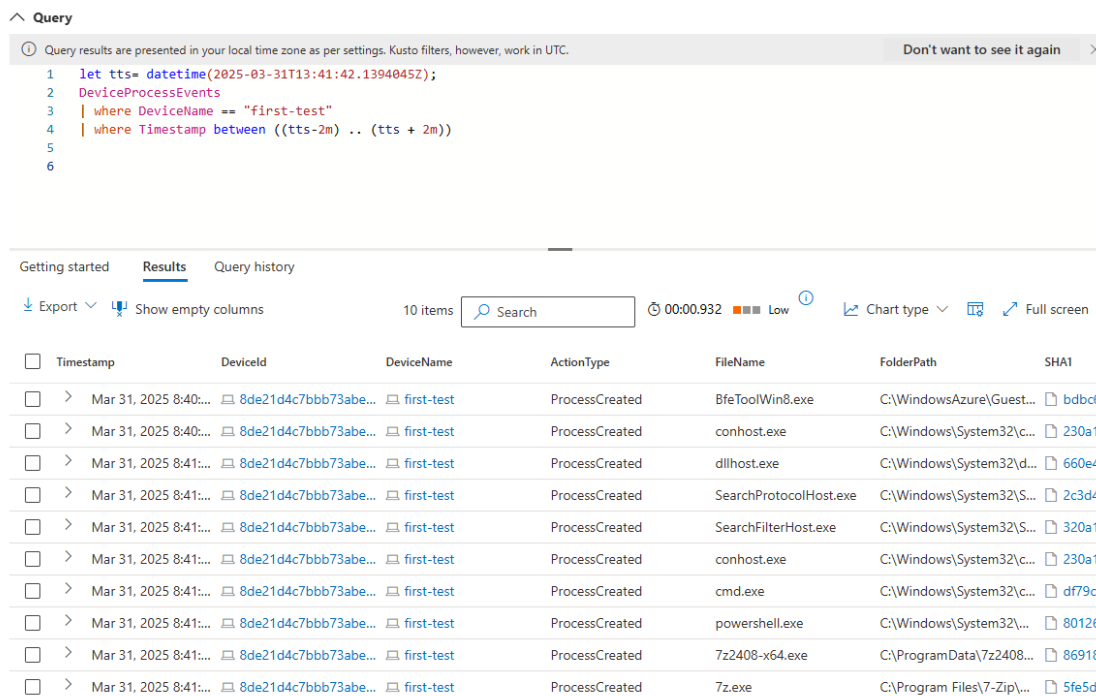 Query
Query results are presented in your local time zone as per settings. Kusto filters, however, work in UTC. Don't want to see it again
1 let tts= datetime(2025-03-31T13:41:42.1394045Z);
2 DeviceProcessEvents
3 | where DeviceName == "first-test"
4 | where Timestamp between ((tts-2m) .. (tts + 2m))
5
6
Getting started Results Query history
Export Show empty columns 10 items Search 00:00.932 Low Chart type Full screen
Timestamp DeviceId DeviceName ActionType FileName FolderPath SHA1
Mar 31, 2025 8:40:... 8de21d4c7bbb73abe... first-test ProcessCreated BfeToolWin8.exe C:\WindowsAzure\Guest... bdbc6
Mar 31, 2025 8:40:... 8de21d4c7bbb73abe... first-test ProcessCreated conhost.exe C:\Windows\System32\c... 230a1
Mar 31, 2025 8:41:... 8de21d4c7bbb73abe... first-test ProcessCreated dllhost.exe C:\Windows\System32\d... 660e4
Mar 31, 2025 8:41:... 8de21d4c7bbb73abe... first-test ProcessCreated SearchProtocolHost.exe C:\Windows\System32\S... 2c3d4
Mar 31, 2025 8:41:... 8de21d4c7bbb73abe... first-test ProcessCreated SearchFilterHost.exe C:\Windows\System32\S... 320a1
Mar 31, 2025 8:41:... 8de21d4c7bbb73abe... first-test ProcessCreated conhost.exe C:\Windows\System32\c... 230a1
Mar 31, 2025 8:41:... 8de21d4c7bbb73abe... first-test ProcessCreated cmd.exe C:\Windows\System32\c... df79c
Mar 31, 2025 8:41:... 8de21d4c7bbb73abe... first-test ProcessCreated powershell.exe C:\Windows\System32\... 80126
Mar 31, 2025 8:41:... 8de21d4c7bbb73abe... first-test ProcessCreated 7z2408-x64.exe C:\ProgramData\7z2408... 86918
Mar 31, 2025 8:41:... 8de21d4c7bbb73abe... first-test ProcessCreated 7z.exe C:\Program Files\7-Zip\... 5fe5d